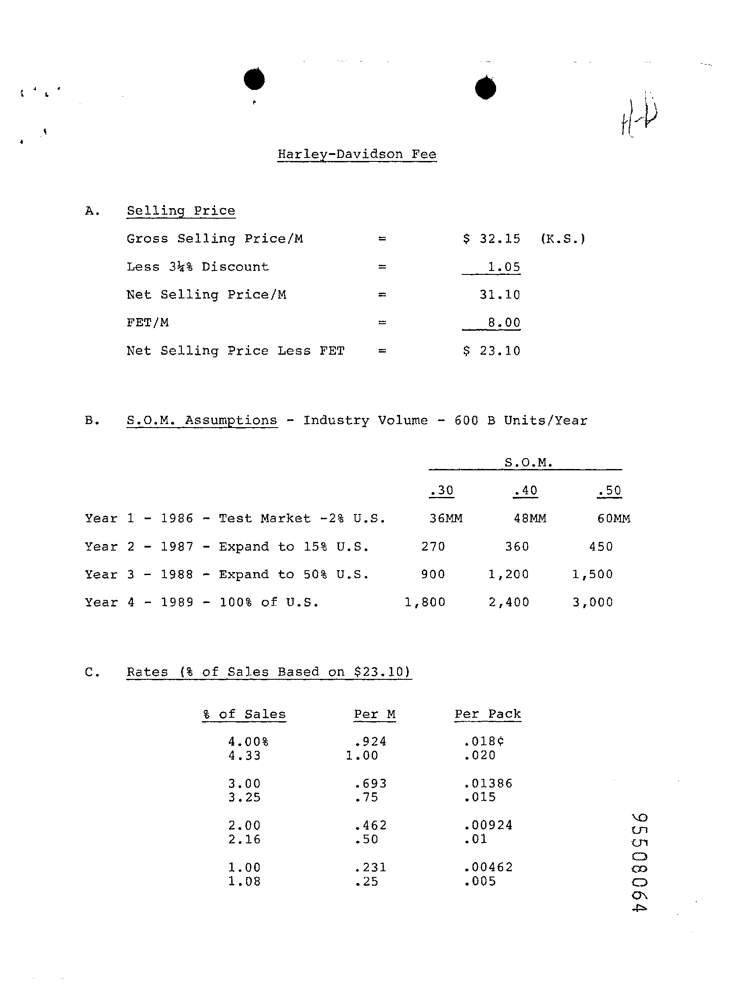 H-D
Harley-Davidson Fee
A. Selling Price
Gross Selling Price/M = $ 32.15 (K.S.)
Less 3¼% Discount = 1.05
Net Selling Price/M = 31.10
FET/M = 8.00
Net Selling Price Less FET = $ 23.10
B. S.O.M. Assumptions - Industry Volume - 600 B Units/Year
S.O.M.
.30 .40 .50
Year 1 - 1986 - Test Market -2% U.S. 36MM 48MM 60MM
Year 2 - 1987 - Expand to 15% U.S. 270 360 450
Year 3 - 1988 - Expand to 50% U.S. 900 1,200 1,500
Year 4 - 1989 - 100% of U.S. 1,800 2,400 3,000
C. Rates (% of Sales Based on $23.10)
% of Sales Per M Per Pack
4.00% .924 .018¢
4.33 1.00 .020
3.00 .693 .01386
3.25 .75 .015
2.00 .462 .00924
2.16 .50 .01
1.00 .231 .00462
1.08 .25 .005
95508064